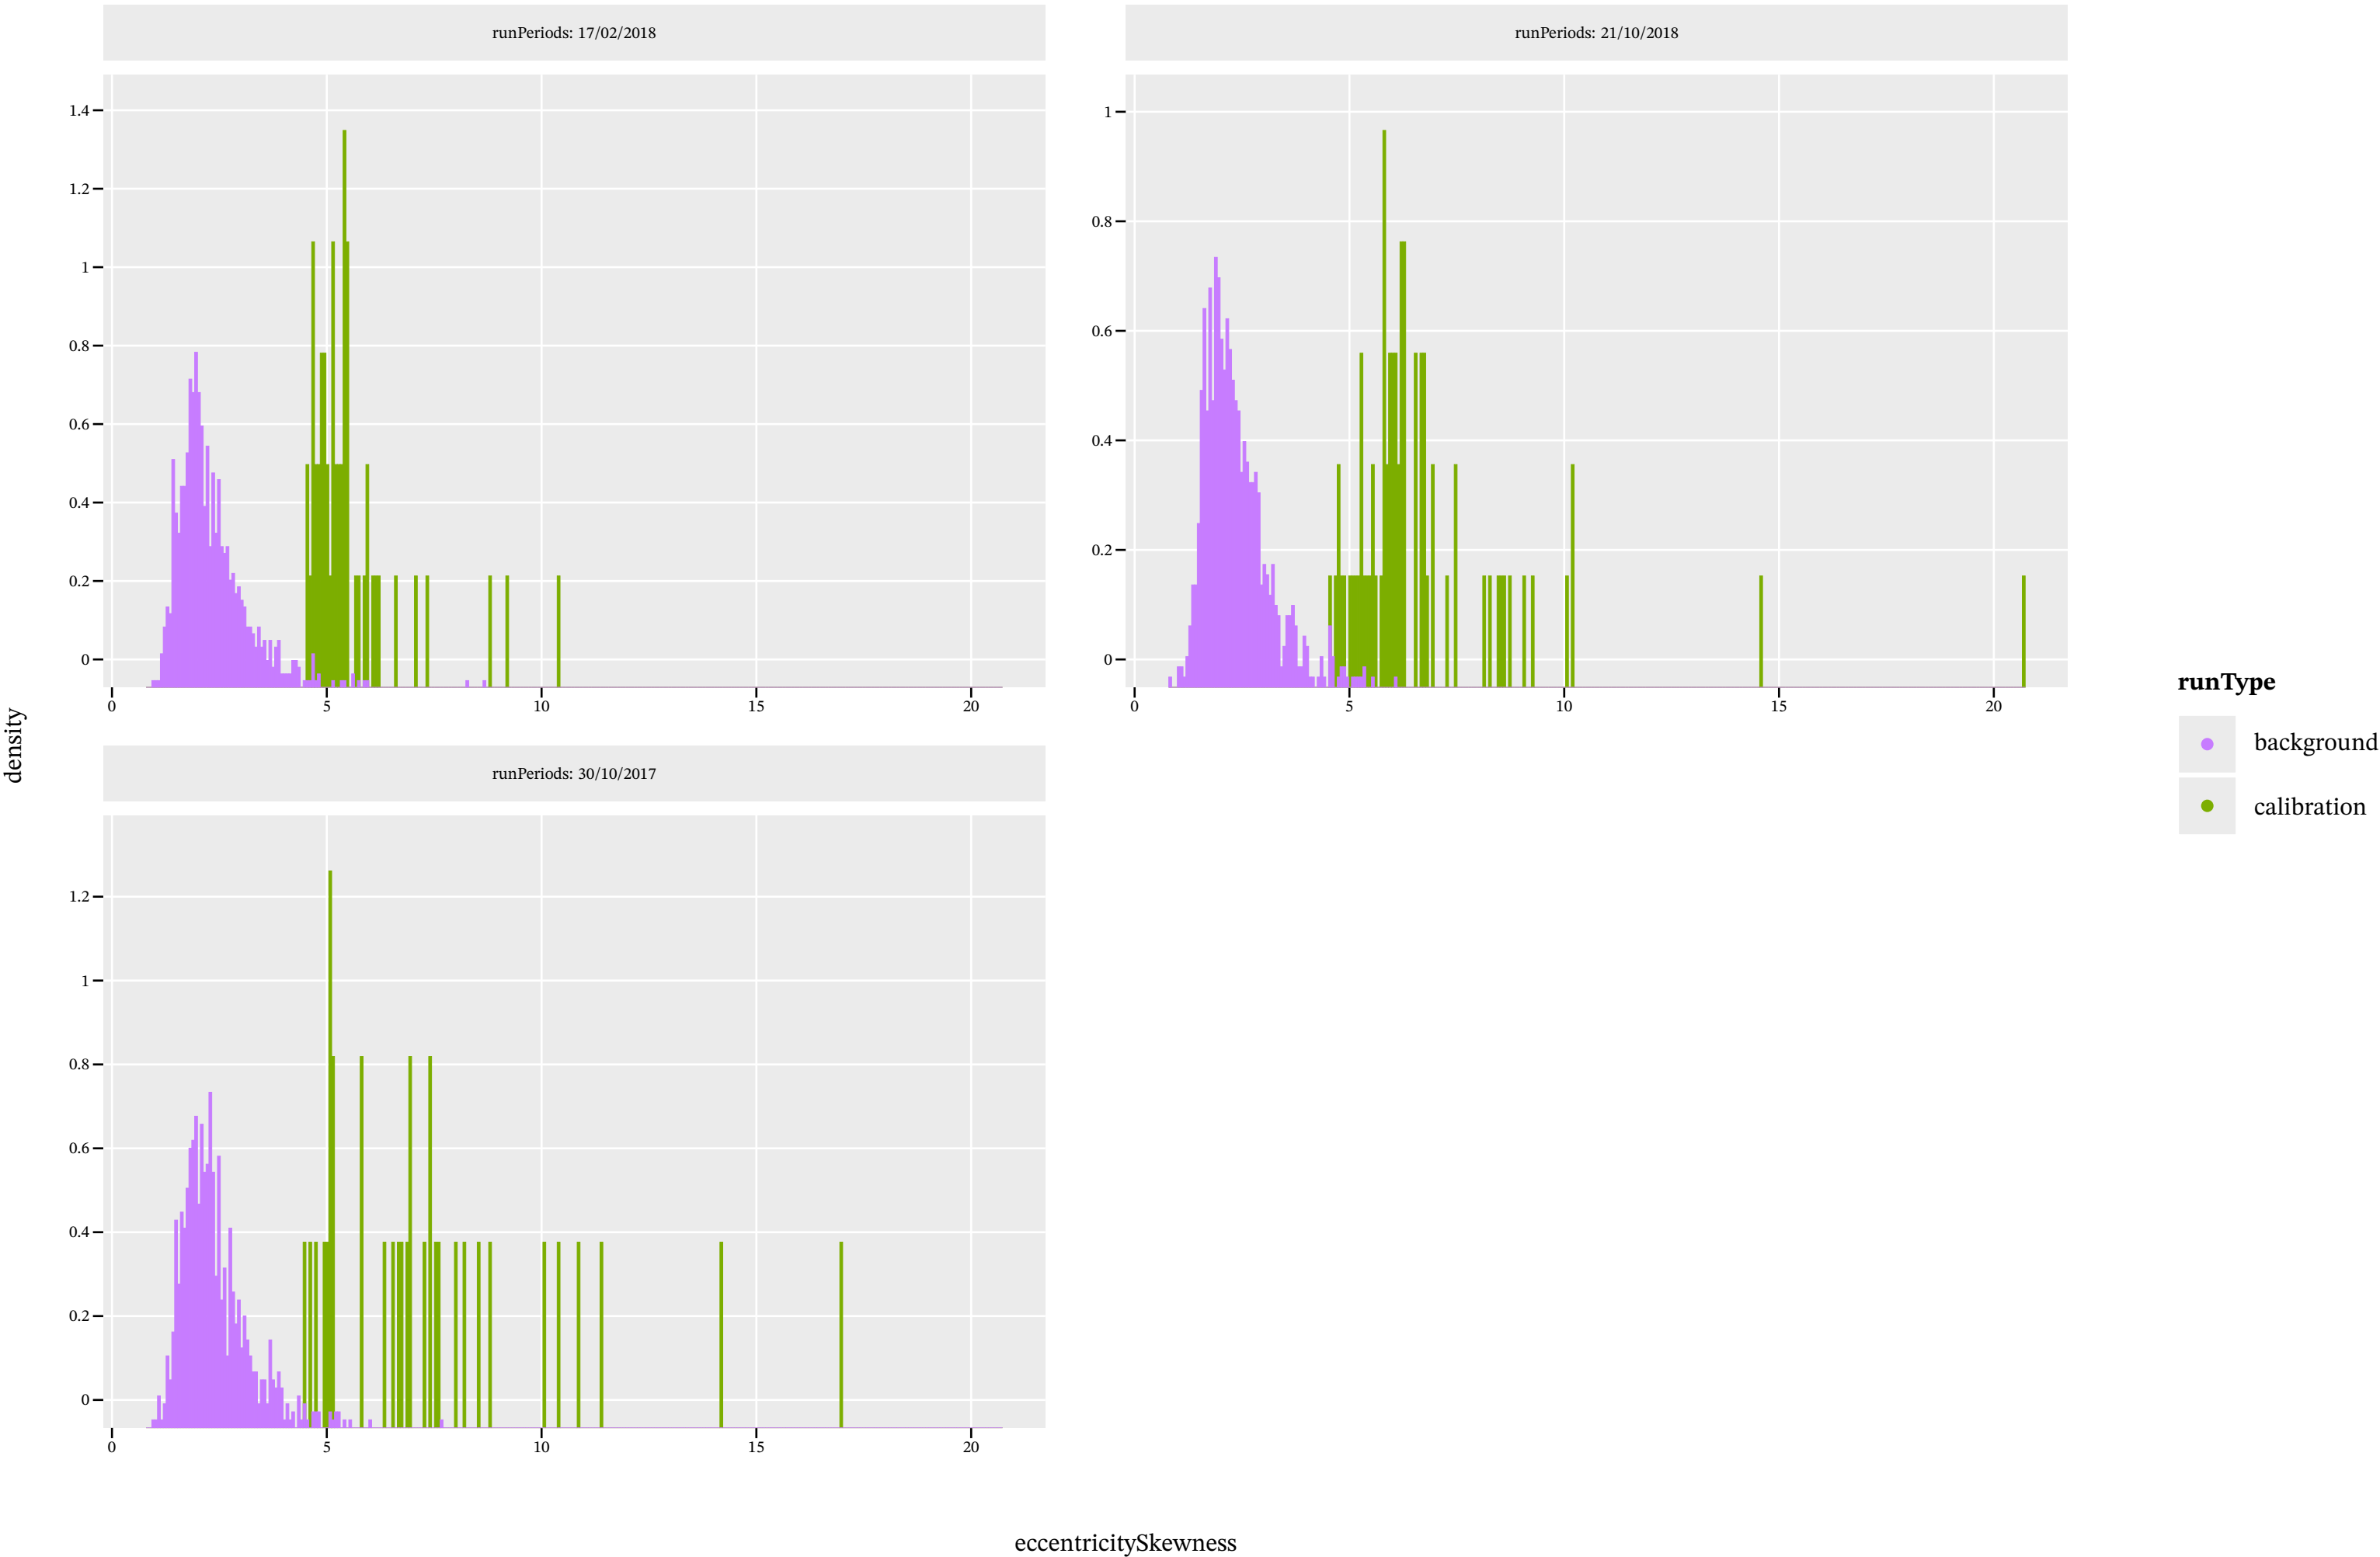 runPeriods: 17/02/2018
1.4
1.2
1
0.8
0.6
0.4
0.2
0
0 5 10 15 20
runPeriods: 21/10/2018
1
0.8
0.6
0.4
0.2
0
0 5 10 15 20
runPeriods: 30/10/2017
1.2
1
0.8
0.6
0.4
0.2
0
0 5 10 15 20
density
eccentricitySkewness
runType
background
calibration